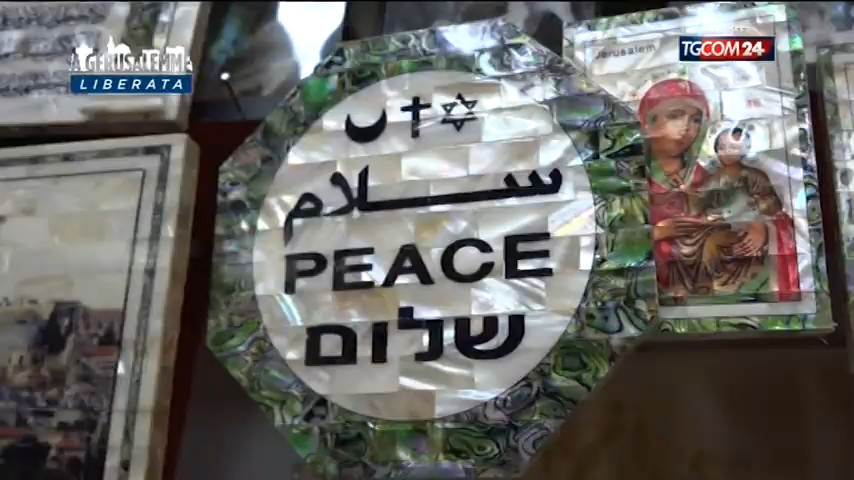 GERUSALEMME
LIBERATA
TGCOM24
Jerusalem
سلام
PEACE
שלום